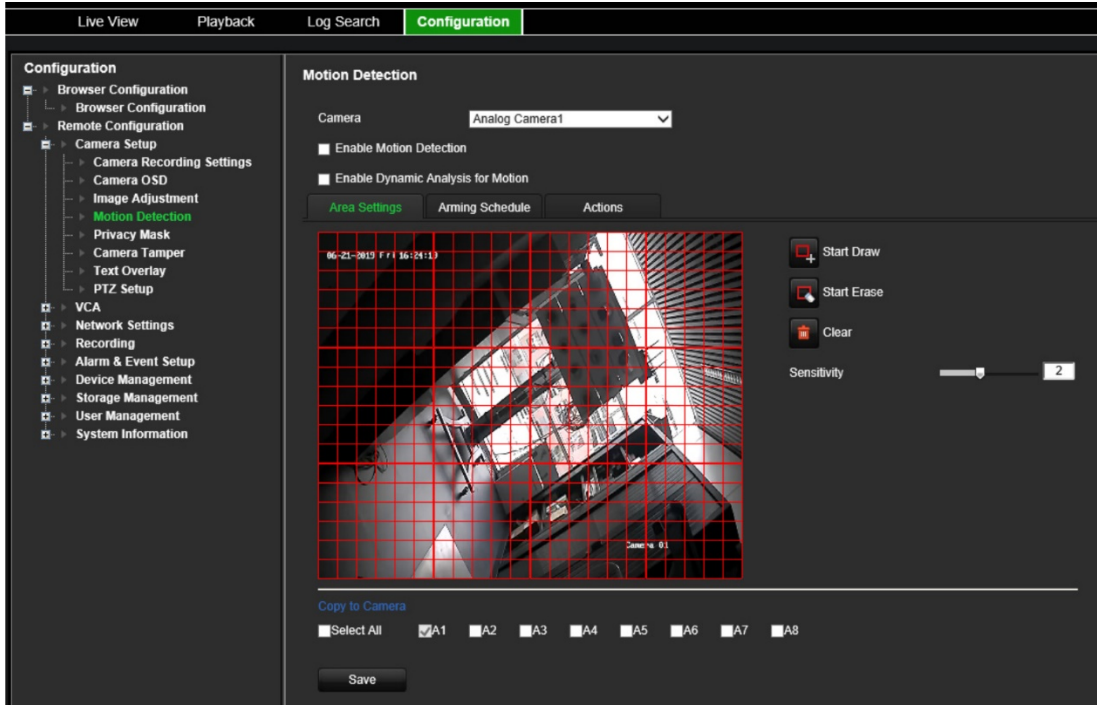 Live View Playback Log Search Configuration
Configuration
Browser Configuration
Browser Configuration
Remote Configuration
Camera Setup
Camera Recording Settings
Camera OSD
Image Adjustment
Motion Detection
Privacy Mask
Camera Tamper
Text Overlay
PTZ Setup
VCA
Network Settings
Recording
Alarm & Event Setup
Device Management
Storage Management
User Management
System Information
Motion Detection
Camera Analog Camera1
Enable Motion Detection
Enable Dynamic Analysis for Motion
Area Settings Arming Schedule Actions
06-21-2019 Fri 16:24:19
Camera 01
Start Draw
Start Erase
Clear
Sensitivity 2
Copy to Camera
Select All A1 A2 A3 A4 A5 A6 A7 A8
Save